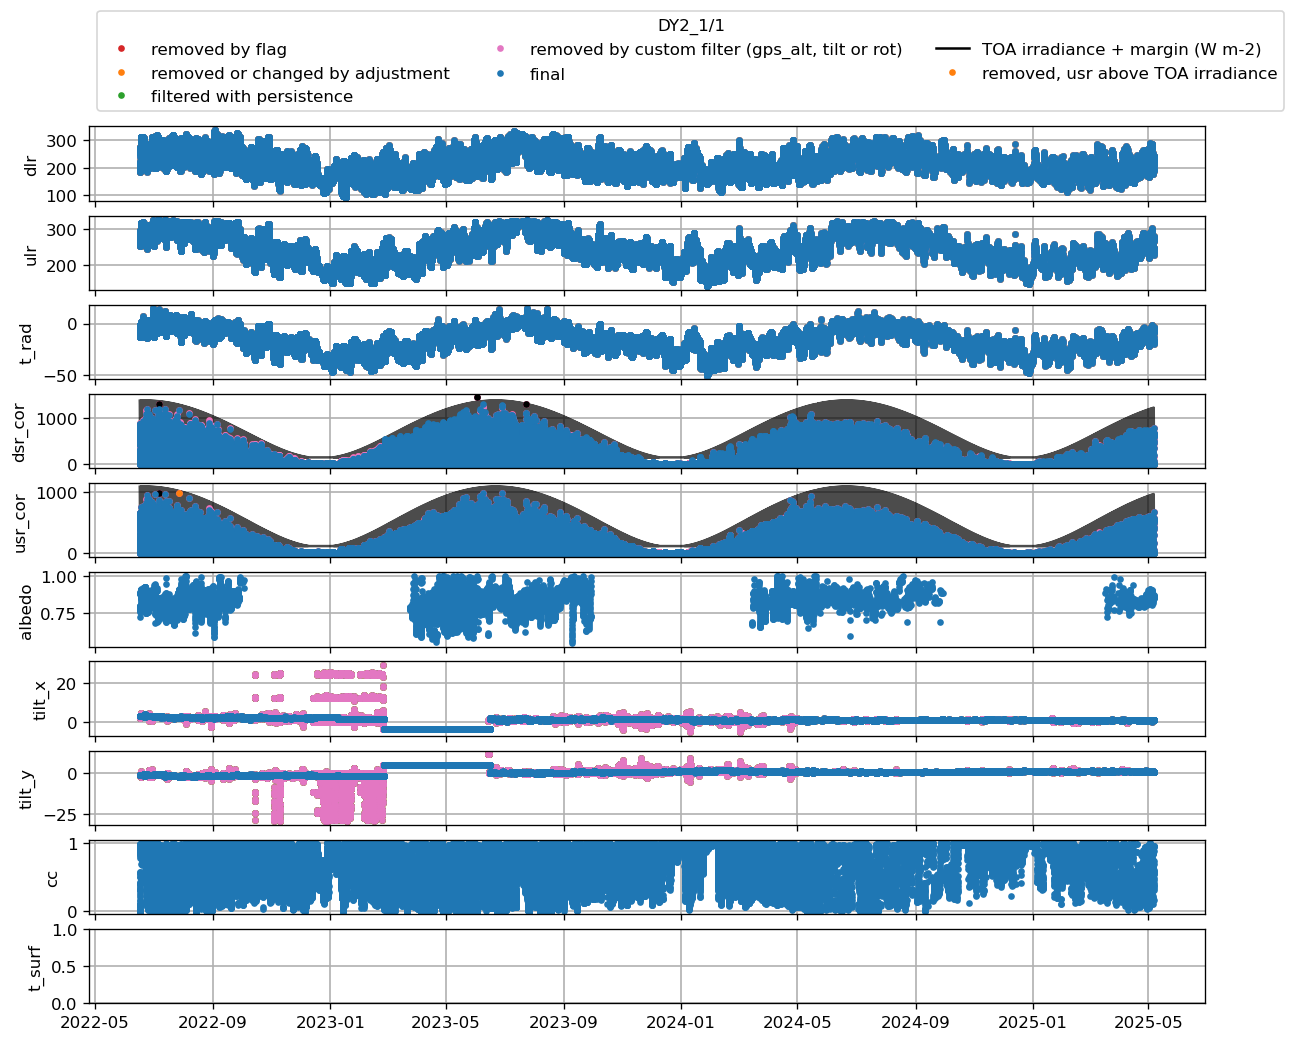 DY2_1/1
removed by flag
removed or changed by adjustment
filtered with persistence
removed by custom filter (gps_alt, tilt or rot)
final
TOA irradiance + margin (W m-2)
removed, usr above TOA irradiance
dlr
300
200
100
ulr
300
200
t_rad
0
−50
dsr_cor
1000
0
usr_cor
1000
0
albedo
1.00
0.75
tilt_x
20
0
tilt_y
0
−25
cc
1
0
t_surf
1.0
0.5
0.0
2022-05 2022-09 2023-01 2023-05 2023-09 2024-01 2024-05 2024-09 2025-01 2025-05